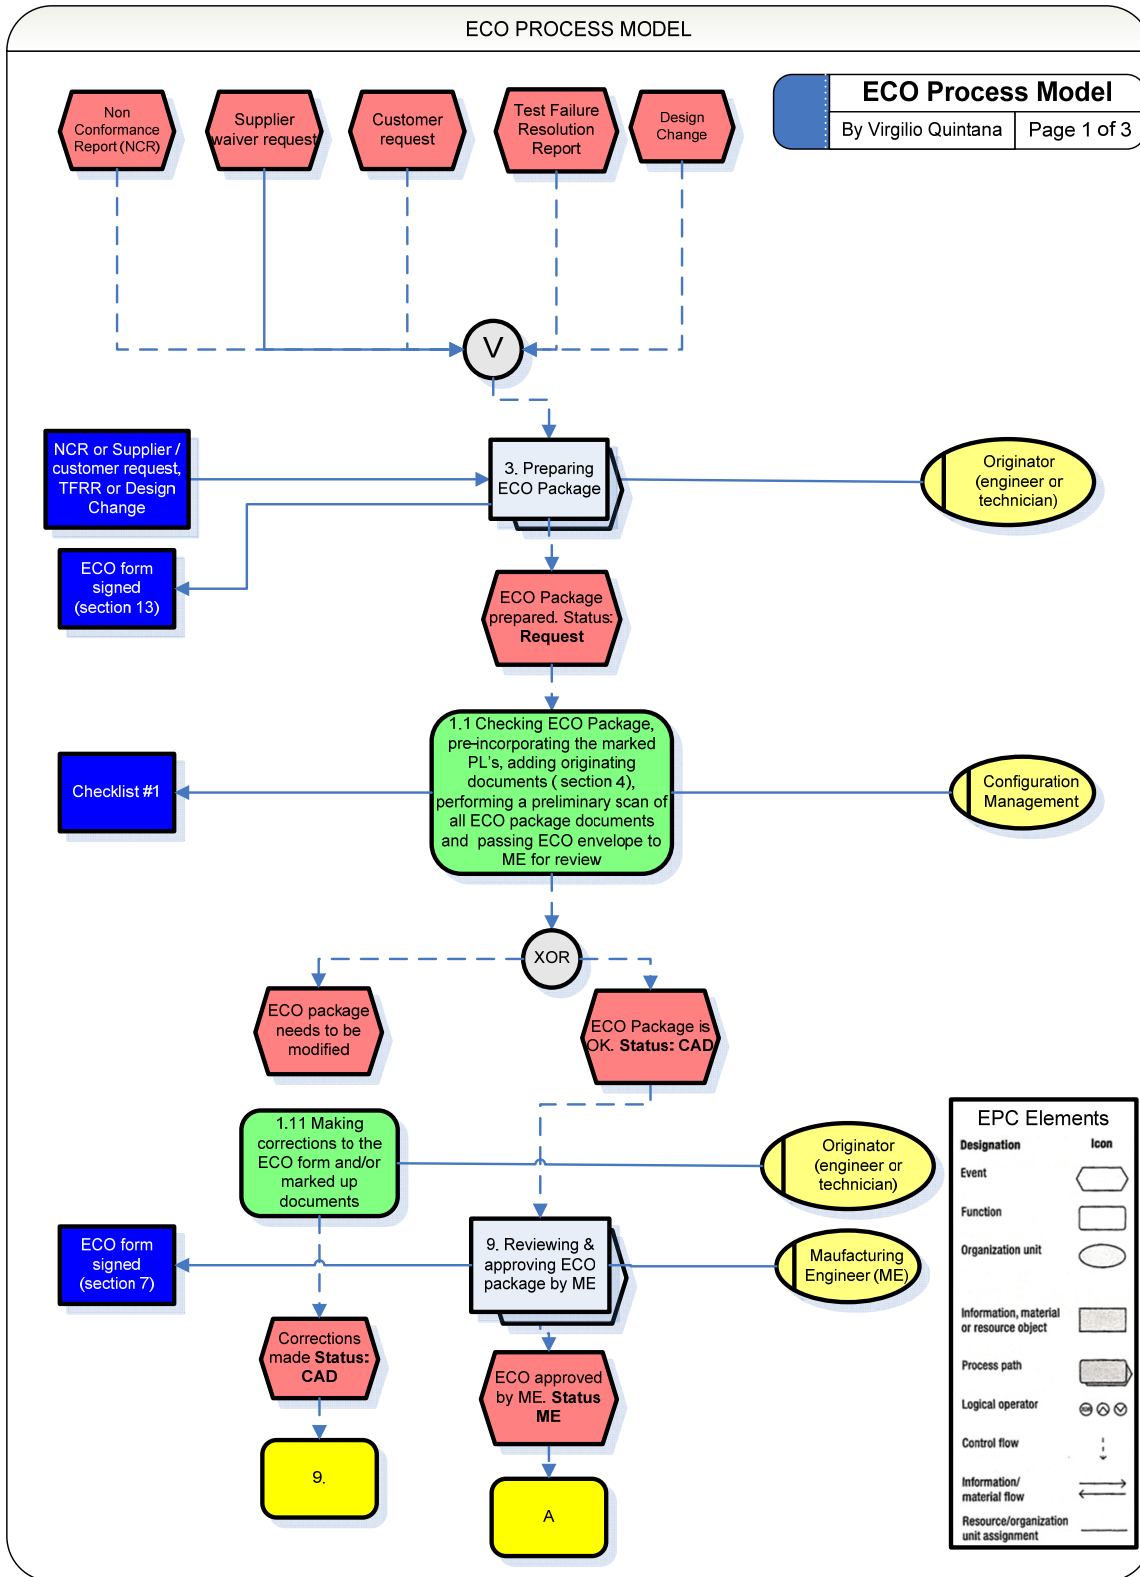 ECO PROCESS MODEL
ECO Process Model
By Virgilio Quintana
Page 1 of 3
Non
Conformance
Report (NCR)
Supplier
waiver request
Customer
request
Test Failure
Resolution
Report
Design
Change
V
NCR or Supplier /
customer request,
TFRR or Design
Change
3. Preparing
ECO Package
Originator
(engineer or
technician)
ECO form
signed
(section 13)
ECO Package
prepared. Status:
Request
Checklist #1
1.1 Checking ECO Package,
pre-incorporating the marked
PL's, adding originating
documents ( section 4),
performing a preliminary scan of
all ECO package documents
and passing ECO envelope to
ME for review
Configuration
Management
XOR
ECO package
needs to be
modified
ECO Package is
OK. Status: CAD
1.11 Making
corrections to the
ECO form and/or
marked up
documents
Originator
(engineer or
technician)
ECO form
signed
(section 7)
9. Reviewing &
approving ECO
package by ME
Maufacturing
Engineer (ME)
Corrections
made Status:
CAD
ECO approved
by ME. Status
ME
9.
A
EPC Elements
Designation
Icon
Event
Function
Organization unit
Information, material
or resource object
Process path
Logical operator
Control flow
Information/
material flow
Resource/organization
unit assignment